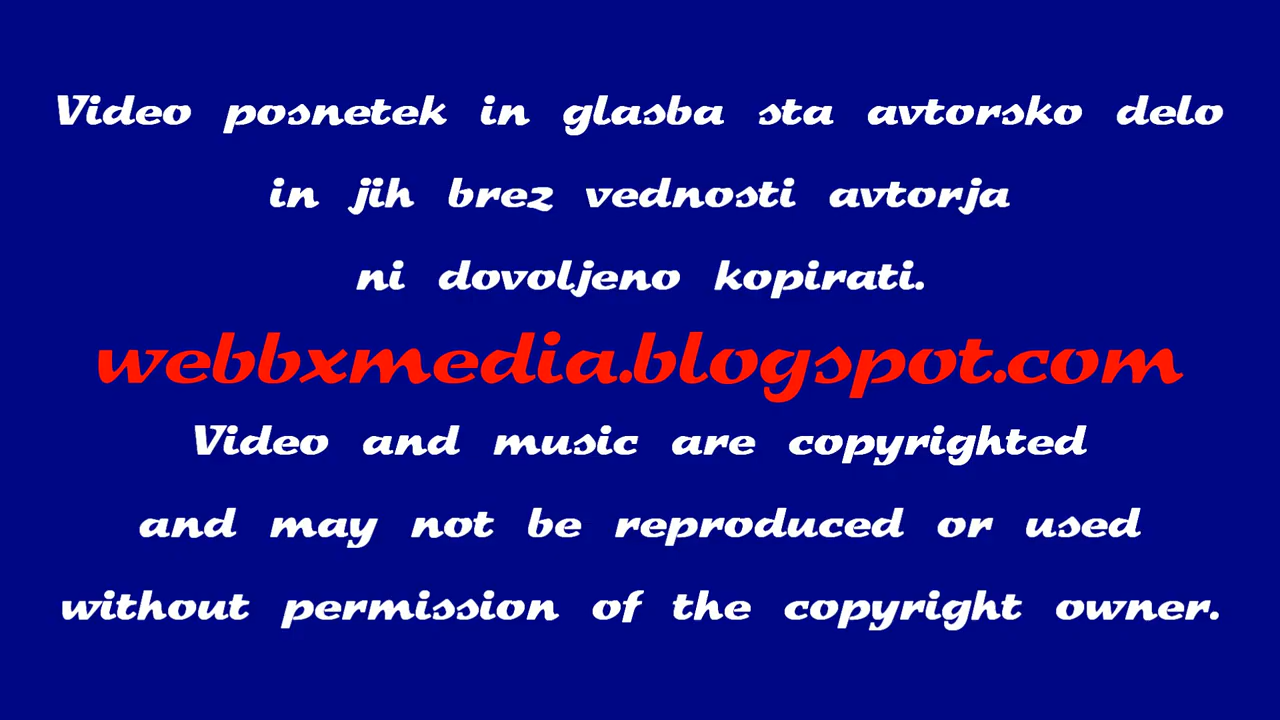 Video posnetek in glasba sta avtorsko delo
in jih brez vednosti avtorja
ni dovoljeno kopirati.
webbxmedia.blogspot.com
Video and music are copyrighted
and may not be reproduced or used
without permission of the copyright owner.